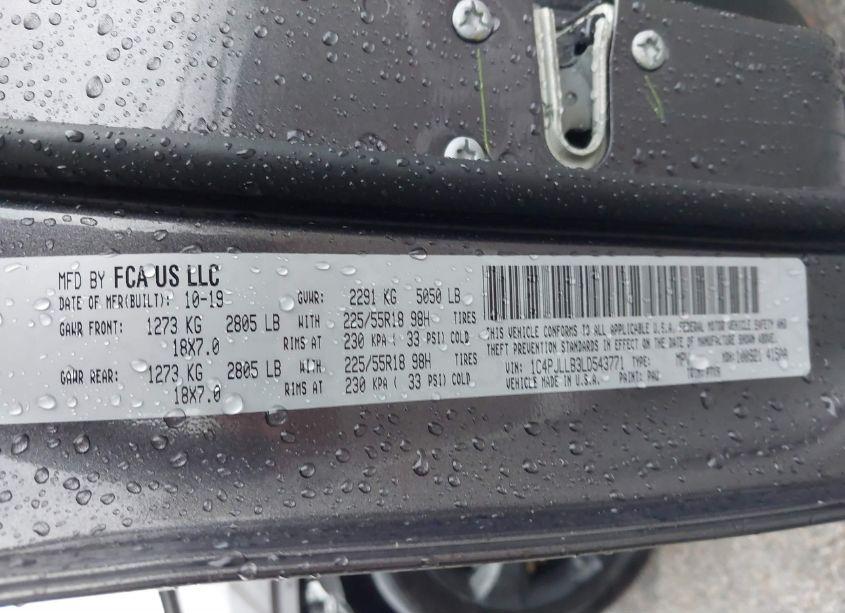 MFD BY FCA US LLC
DATE OF MFR(BUILT): 10-19 GVWR: 2291 KG 5050 LB
GAWR FRONT: 1273 KG 2805 LB WITH 225/55R18 98H TIRES
18X7.0 RIMS AT 230 KPA ( 33 PSI) COLD
GAWR REAR: 1273 KG 2805 LB WITH 225/55R18 98H TIRES
18X7.0 RIMS AT 230 KPA ( 33 PSI) COLD
THIS VEHICLE CONFORMS TO ALL APPLICABLE U.S.A. FEDERAL MOTOR VEHICLE SAFETY AND
THEFT PREVENTION STANDARDS IN EFFECT ON THE DATE OF MANUFACTURE SHOWN ABOVE.
VIN: 1C4PJLLB3LD543771 TYPE: MPV
VEHICLE MADE IN U.S.A. PAINT: PAU